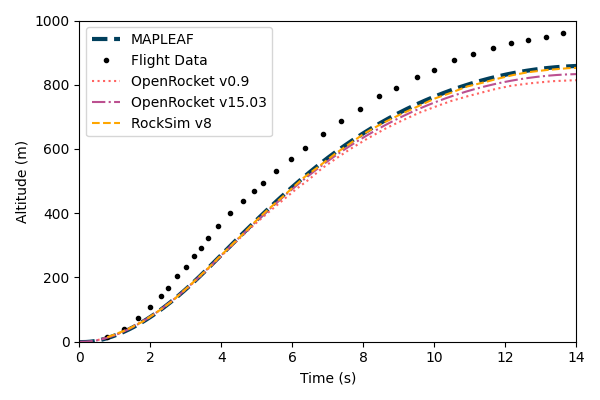 1000
800
600
400
200
0
Altitude (m)
MAPLEAF
Flight Data
OpenRocket v0.9
OpenRocket v15.03
RockSim v8
0 2 4 6 8 10 12 14
Time (s)